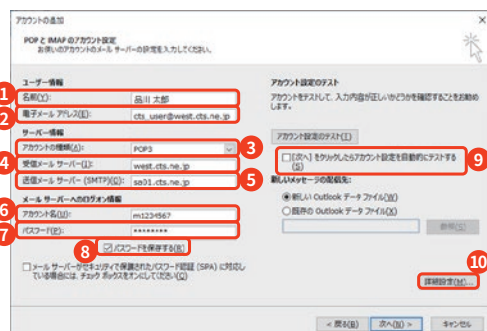 アカウントの追加
POP と IMAP のアカウント設定
お使いのアカウントのメール サーバーの設定を入力してください。
ユーザー情報
1 名前(Y): 品川 太郎
2 電子メール アドレス(E): cts_user@west.cts.ne.jp
サーバー情報
アカウントの種類(A): POP3 3
4 受信メール サーバー(I): west.cts.ne.jp
送信メール サーバー (SMTP)(O): sa01.cts.ne.jp 5
メール サーバーへのログオン情報
6 アカウント名(U): m1234567
7 パスワード(P): ********
8 パスワードを保存する(R)
メール サーバーがセキュリティで保護されたパスワード認証 (SPA) に対応し
ている場合には、チェック ボックスをオンにしてください(Q)
アカウント設定のテスト
アカウントをテストして、入力内容が正しいかどうかを確認することをお勧め
します。
アカウント設定のテスト(T)
[次へ] をクリックしたらアカウント設定を自動的にテストする
(S) 9
新しいメッセージの配信先:
新しい Outlook データ ファイル(W)
既存の Outlook データ ファイル(X)
参照(S)
10
詳細設定(M)...
< 戻る(B) 次へ(N) > キャンセル